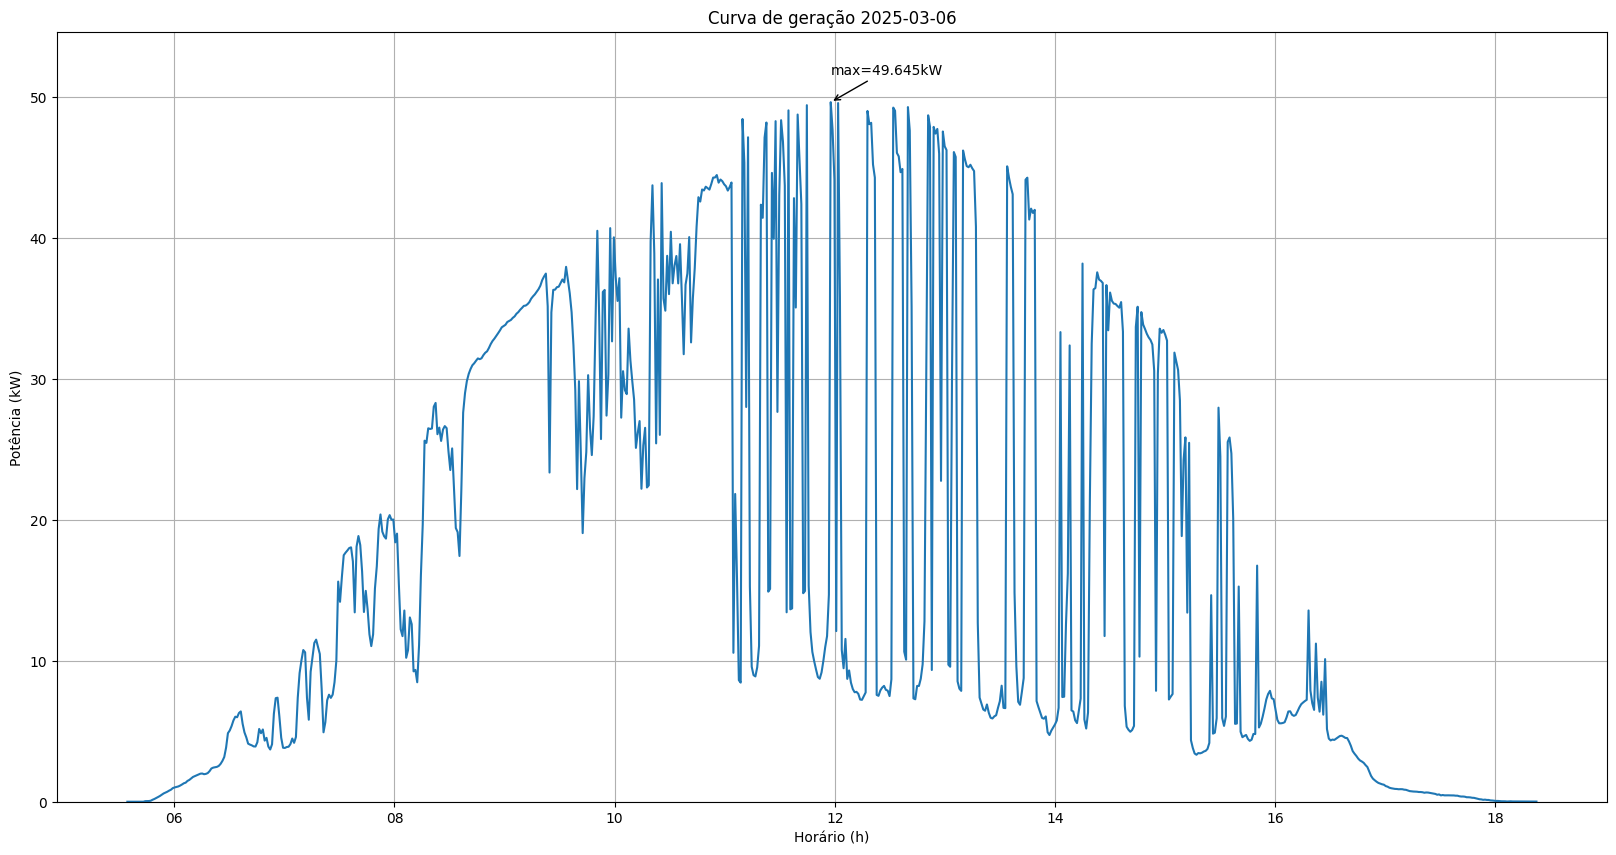 Curva de geração 2025-03-06
max=49.645kW
50
40
30
20
10
0
Potência (kW)
06 08 10 12 14 16 18
Horário (h)